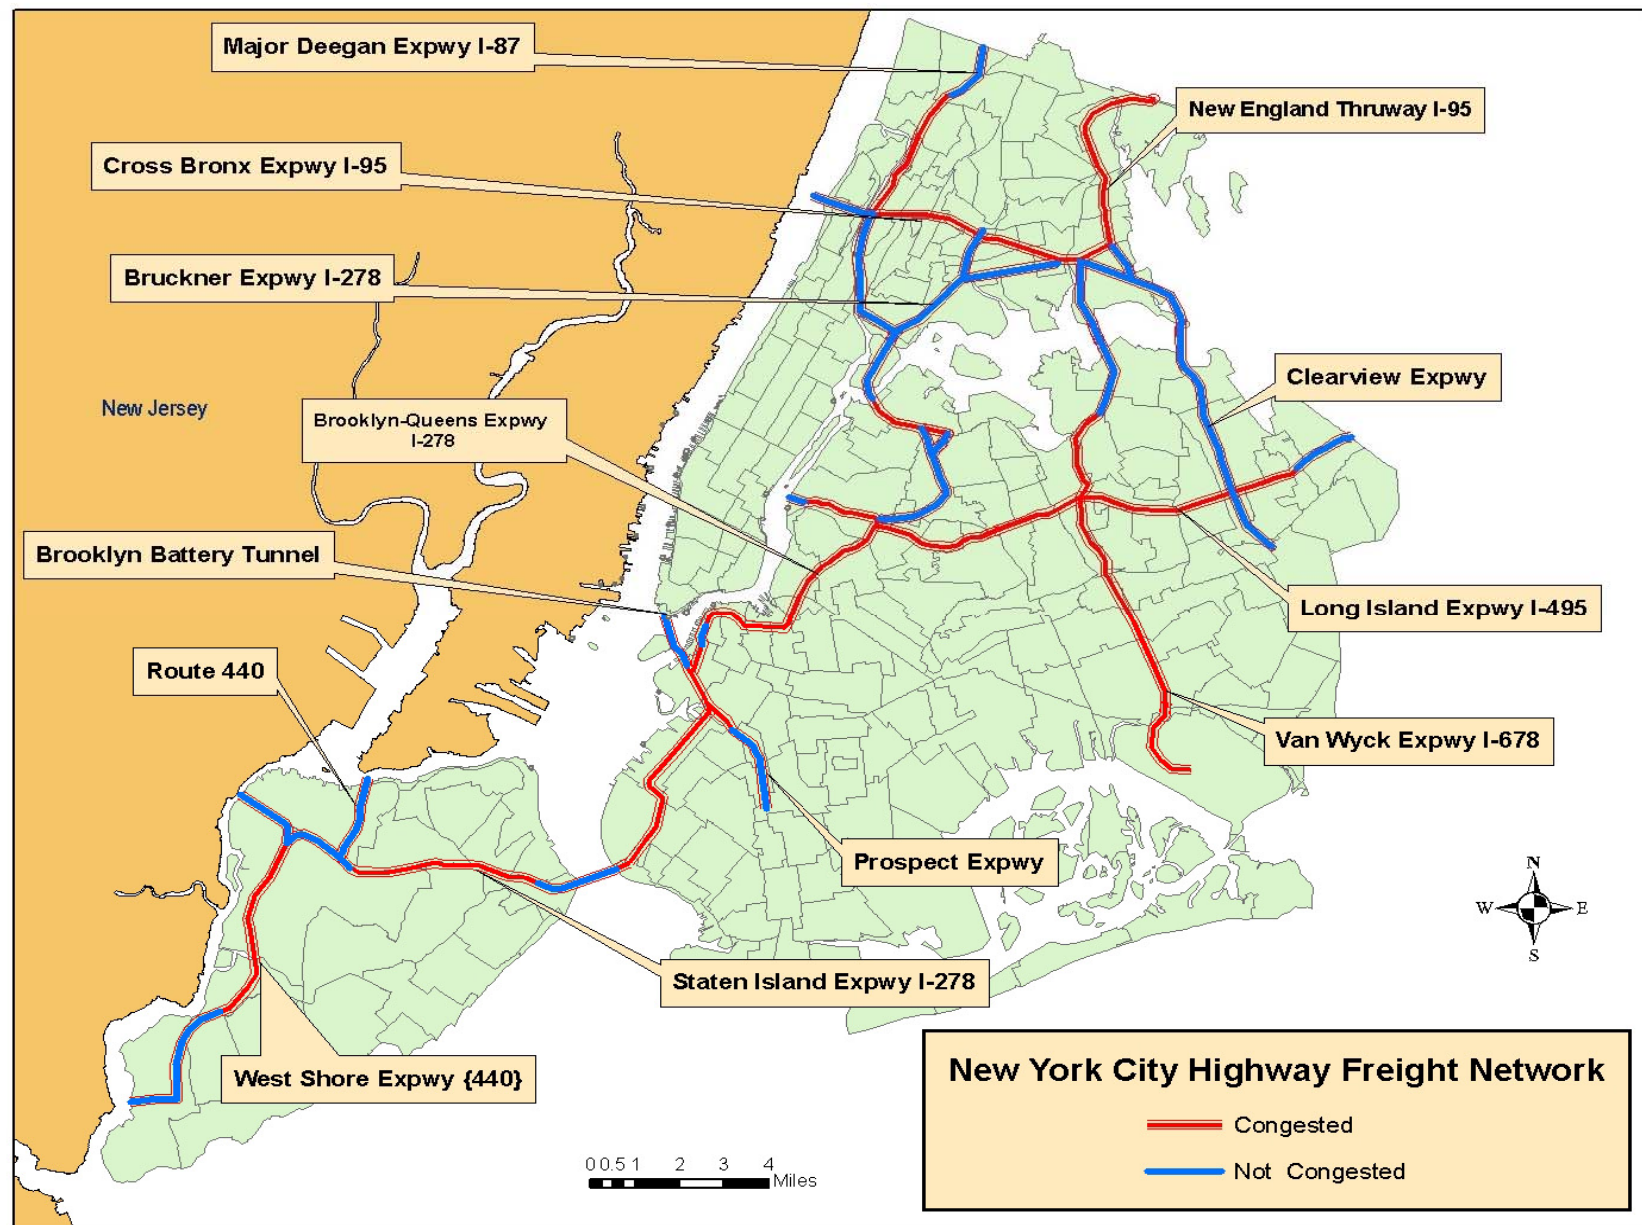 Major Deegan Expwy I-87
New England Thruway I-95
Cross Bronx Expwy I-95
Bruckner Expwy I-278
Clearview Expwy
New Jersey
Brooklyn-Queens Expwy
I-278
Brooklyn Battery Tunnel
Long Island Expwy I-495
Route 440
Van Wyck Expwy I-678
Prospect Expwy
N
W E
S
Staten Island Expwy I-278
West Shore Expwy {440}
New York City Highway Freight Network
Congested
Not Congested
0 0.5 1 2 3 4
Miles